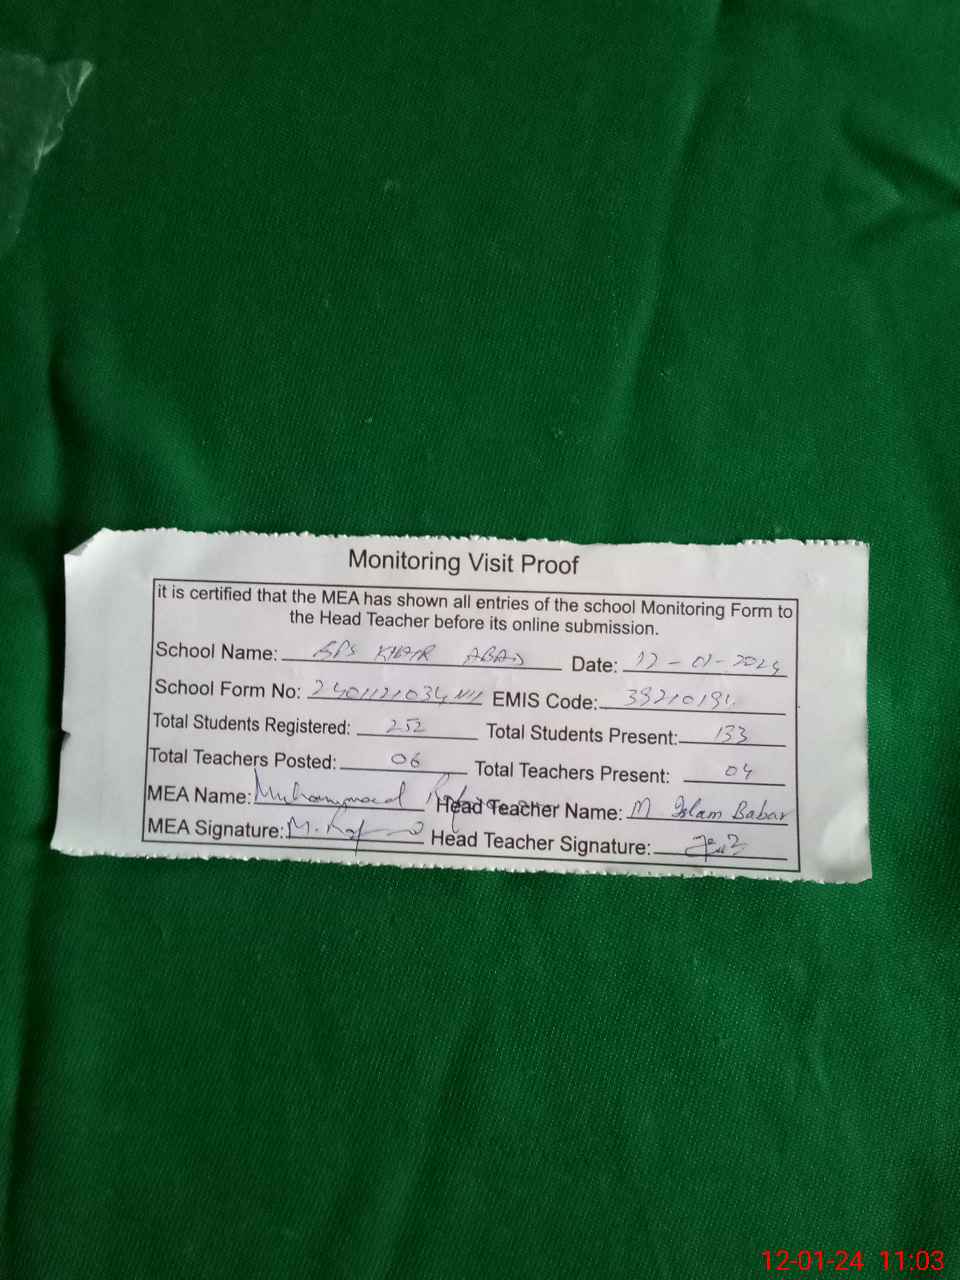 Monitoring Visit Proof
it is certified that the MEA has shown all entries of the school Monitoring Form to
the Head Teacher before its online submission.
School Name: GPS KHAIR ABAD Date: 12-01-2024
School Form No: EMIS Code:
Total Students Registered: 252 Total Students Present: 133
Total Teachers Posted: 06 Total Teachers Present: 04
MEA Name: Muhammad Head Teacher Name: M Islam Babar
MEA Signature: M. Head Teacher Signature:
12-01-24 11:03